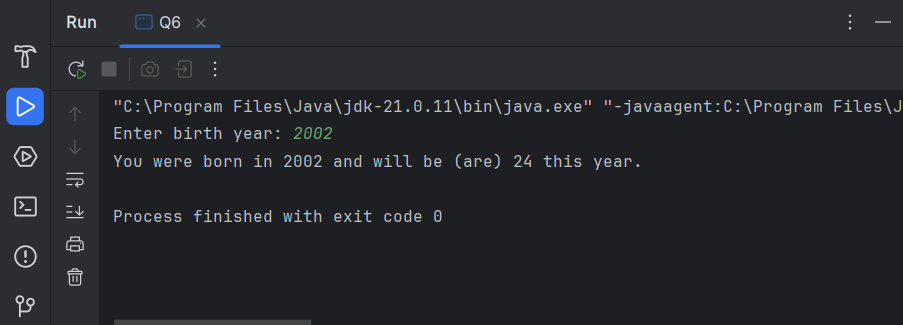 Run
Q6
"C:\Program Files\Java\jdk-21.0.11\bin\java.exe" "-javaagent:C:\Program Files\J
Enter birth year: 2002
You were born in 2002 and will be (are) 24 this year.
Process finished with exit code 0